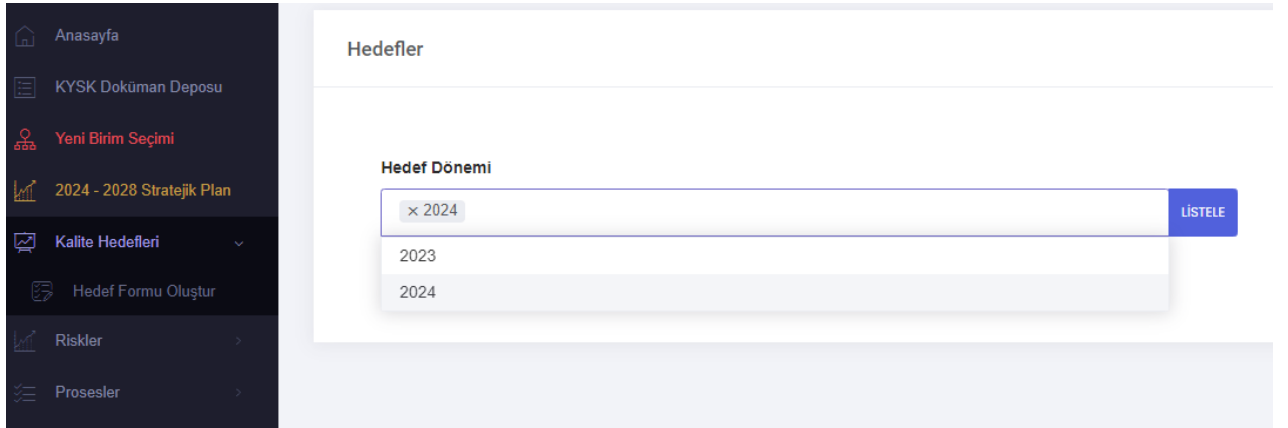 Anasayfa
KYSK Doküman Deposu
Yeni Birim Seçimi
2024 - 2028 Stratejik Plan
Kalite Hedefleri
Hedef Formu Oluştur
Riskler
Prosesler
Hedefler
Hedef Dönemi
× 2024
LİSTELE
2023
2024